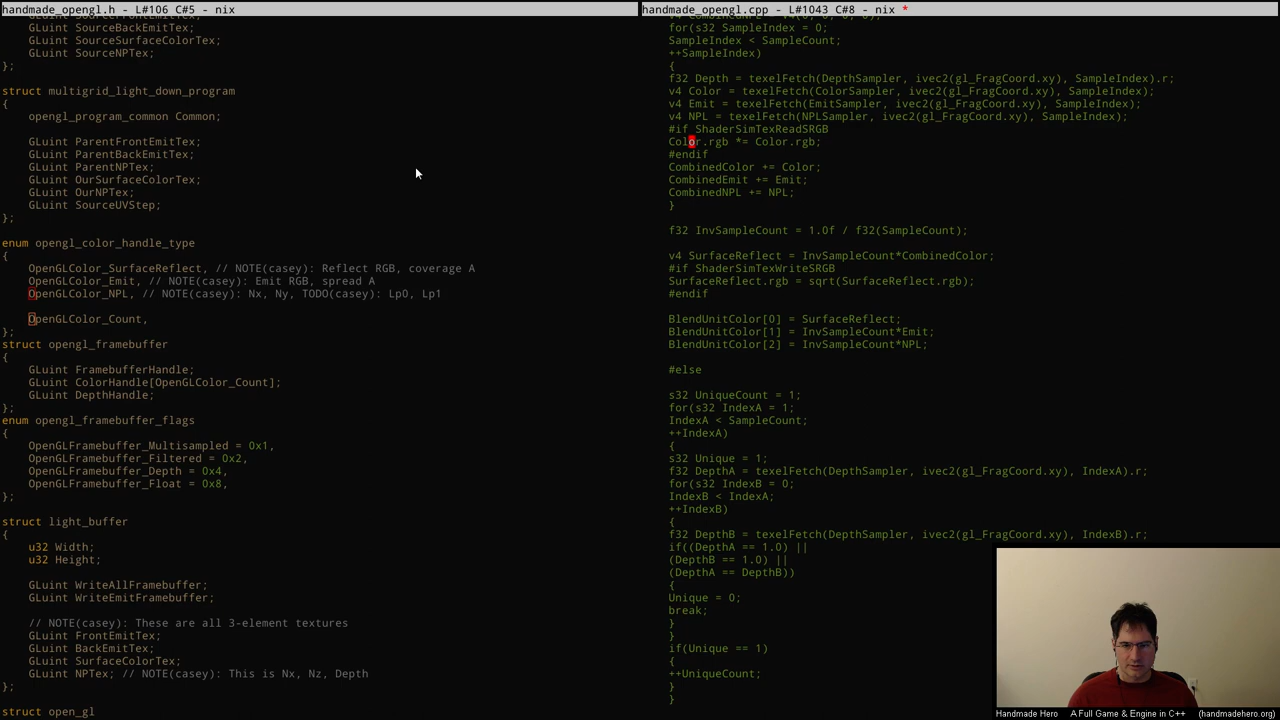 handmade_opengl.h - L#106 C#5 - nix
GLuint SourceBackEmitTex;
GLuint SourceSurfaceColorTex;
GLuint SourceNPTex;
};
struct multigrid_light_down_program
{
opengl_program_common Common;
GLuint ParentFrontEmitTex;
GLuint ParentBackEmitTex;
GLuint ParentNPTex;
GLuint OurSurfaceColorTex;
GLuint OurNPTex;
GLuint SourceUVStep;
};
enum opengl_color_handle_type
{
OpenGLColor_SurfaceReflect, // NOTE(casey): Reflect RGB, coverage A
OpenGLColor_Emit, // NOTE(casey): Emit RGB, spread A
OpenGLColor_NPL, // NOTE(casey): Nx, Ny, TODO(casey): Lp0, Lp1
OpenGLColor_Count,
};
struct opengl_framebuffer
{
GLuint FramebufferHandle;
GLuint ColorHandle[OpenGLColor_Count];
GLuint DepthHandle;
};
enum opengl_framebuffer_flags
{
OpenGLFramebuffer_Multisampled = 0x1,
OpenGLFramebuffer_Filtered = 0x2,
OpenGLFramebuffer_Depth = 0x4,
OpenGLFramebuffer_Float = 0x8,
};
struct light_buffer
{
u32 Width;
u32 Height;
GLuint WriteAllFramebuffer;
GLuint WriteEmitFramebuffer;
// NOTE(casey): These are all 3-element textures
GLuint FrontEmitTex;
GLuint BackEmitTex;
GLuint SurfaceColorTex;
GLuint NPTex; // NOTE(casey): This is Nx, Nz, Depth
};
struct open_gl
handmade_opengl.cpp - L#1043 C#8 - nix *
for(s32 SampleIndex = 0;
SampleIndex < SampleCount;
++SampleIndex)
{
f32 Depth = texelFetch(DepthSampler, ivec2(gl_FragCoord.xy), SampleIndex).r;
v4 Color = texelFetch(ColorSampler, ivec2(gl_FragCoord.xy), SampleIndex);
v4 Emit = texelFetch(EmitSampler, ivec2(gl_FragCoord.xy), SampleIndex);
v4 NPL = texelFetch(NPLSampler, ivec2(gl_FragCoord.xy), SampleIndex);
#if ShaderSimTexReadSRGB
Color.rgb *= Color.rgb;
#endif
CombinedColor += Color;
CombinedEmit += Emit;
CombinedNPL += NPL;
}
f32 InvSampleCount = 1.0f / f32(SampleCount);
v4 SurfaceReflect = InvSampleCount*CombinedColor;
#if ShaderSimTexWriteSRGB
SurfaceReflect.rgb = sqrt(SurfaceReflect.rgb);
#endif
BlendUnitColor[0] = SurfaceReflect;
BlendUnitColor[1] = InvSampleCount*Emit;
BlendUnitColor[2] = InvSampleCount*NPL;
#else
s32 UniqueCount = 1;
for(s32 IndexA = 1;
IndexA < SampleCount;
++IndexA)
{
s32 Unique = 1;
f32 DepthA = texelFetch(DepthSampler, ivec2(gl_FragCoord.xy), IndexA).r;
for(s32 IndexB = 0;
IndexB < IndexA;
++IndexB)
{
f32 DepthB = texelFetch(DepthSampler, ivec2(gl_FragCoord.xy), IndexB).r;
if((DepthA == 1.0) ||
(DepthB == 1.0) ||
(DepthA == DepthB))
{
Unique = 0;
break;
}
}
if(Unique == 1)
{
++UniqueCount;
}
}
Handmade Hero A Full Game & Engine in C++ (handmadehero.org)